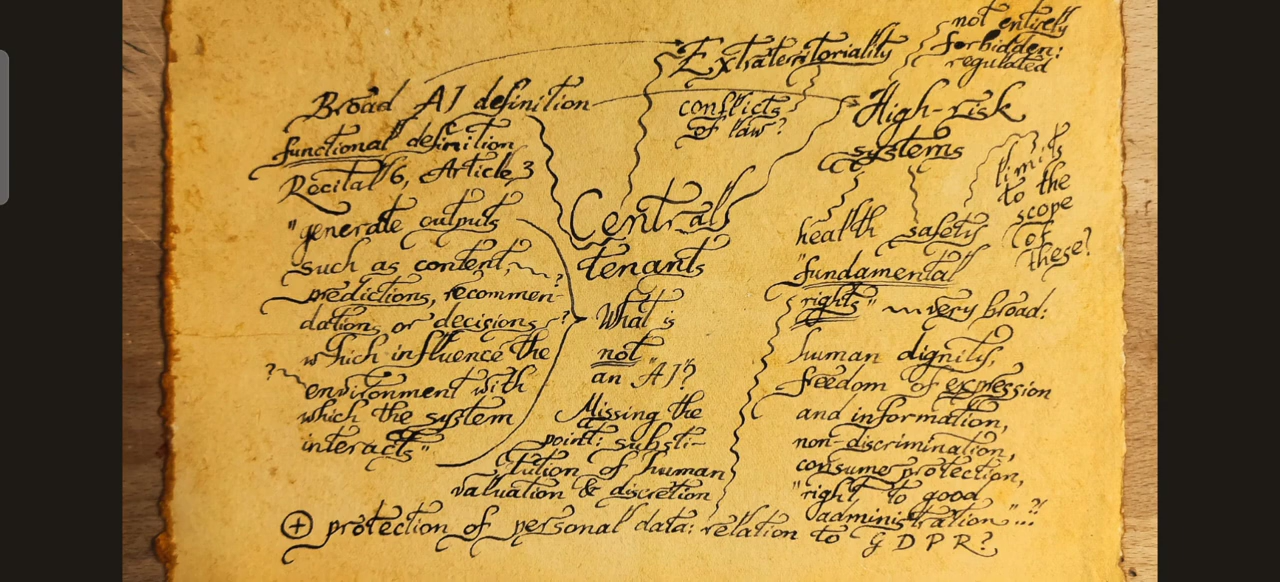 not entirely
forbidden:
regulated
Extraterritoriality
conflicts
of law?
Broad AI definition
functional definition
Recital 6, Article 3
"generate outputs
such as content, ?
predictions, recommen-
dations or decisions ?
which influence the
? environment with
which the system
interacts"
Central
tenants
What is
not
an "AI"?
Missing the
point: substi-
tution of human
valuation & discretion
High-risk
systems
limits
to the
scope
of
these?
health safety
"fundamental
rights" very broad:
human dignity,
freedom of expression
and information,
non-discrimination,
consumer protection,
"right to good
administration"...?!
+ protection of personal data: relation to GDPR?